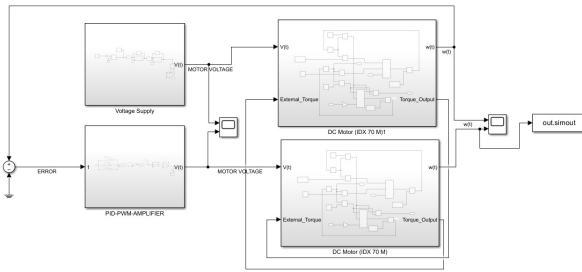 V(t)
MOTOR VOLTAGE
Voltage Supply
V(t)
w(t)
w(t)
External_Torque
Torque_Output
DC Motor (IDX 70 M)1
w(t)
out.simout
ERROR
1
V(t)
MOTOR VOLTAGE
PID-PWM-AMPLIFIER
V(t)
w(t)
External_Torque
Torque_Output
DC Motor (IDX 70 M)